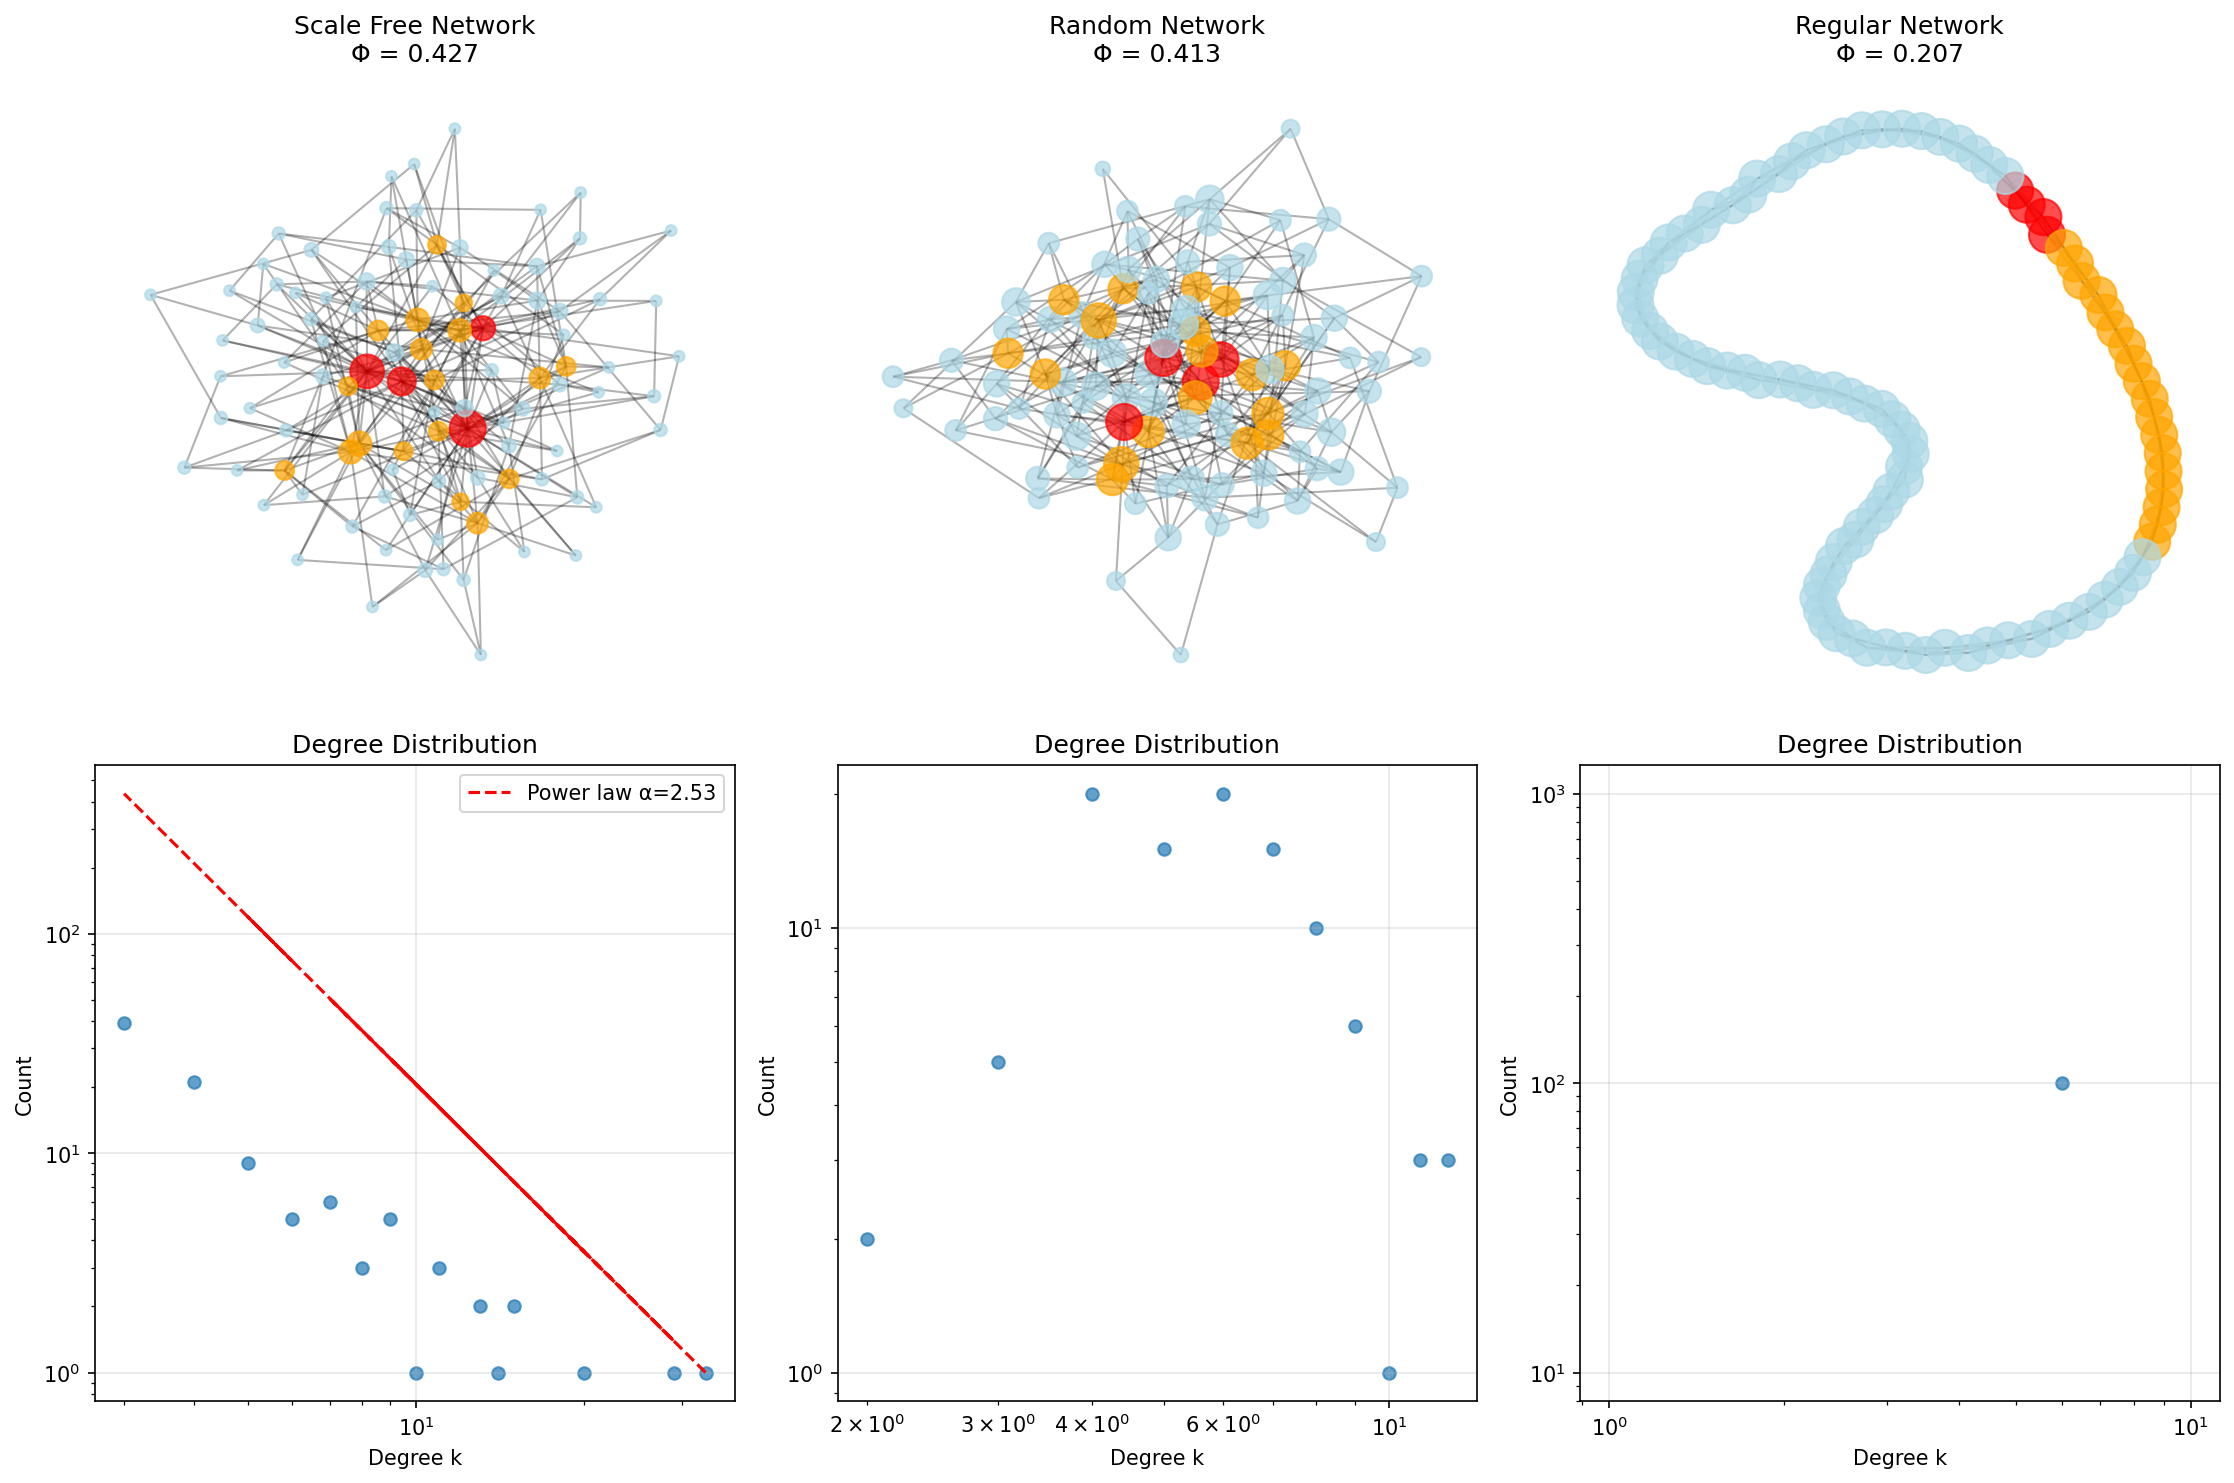 Scale Free Network
Φ = 0.427
Random Network
Φ = 0.413
Regular Network
Φ = 0.207
Degree Distribution
Power law α=2.53
10²
10¹
10⁰
Count
10¹
Degree k
Degree Distribution
10¹
10⁰
Count
2 × 10⁰
3 × 10⁰
4 × 10⁰
6 × 10⁰
10¹
Degree k
Degree Distribution
10³
10²
10¹
Count
10⁰
10¹
Degree k